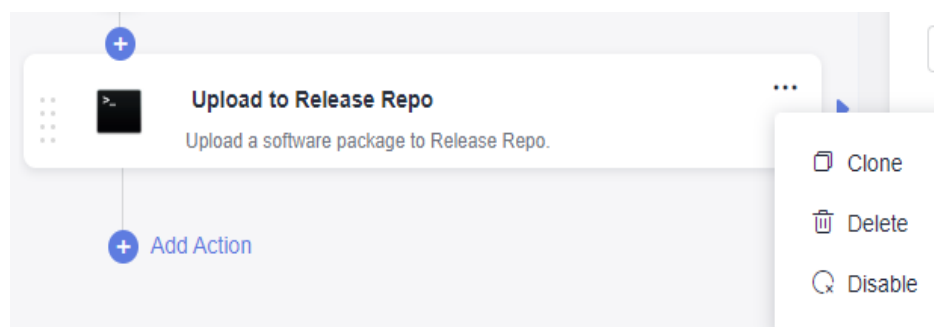 Upload to Release Repo
...
Upload a software package to Release Repo.
Add Action
Clone
Delete
Disable